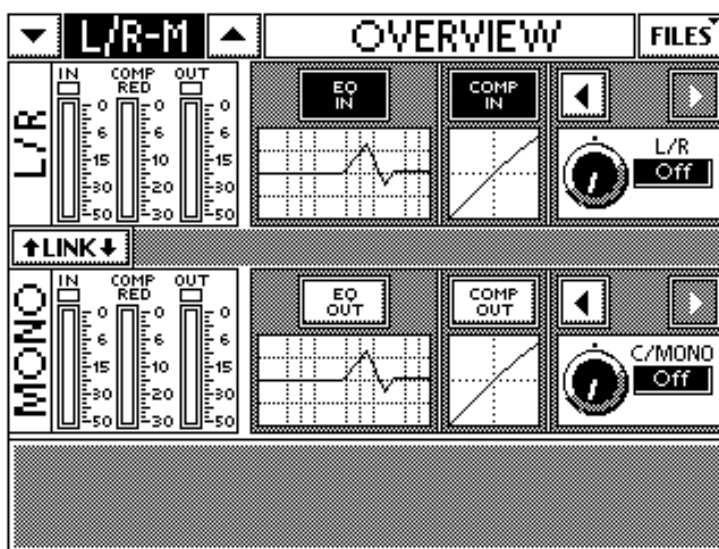 L/R-M OVERVIEW FILES
L/R
IN COMP RED OUT
0 0 0
6 6 6
15 10 15
30 20 30
50 30 50
EQ IN
COMP IN
L/R
Off
LINK
MONO
IN COMP RED OUT
0 0 0
6 6 6
15 10 15
30 20 30
50 30 50
EQ OUT
COMP OUT
C/MONO
Off